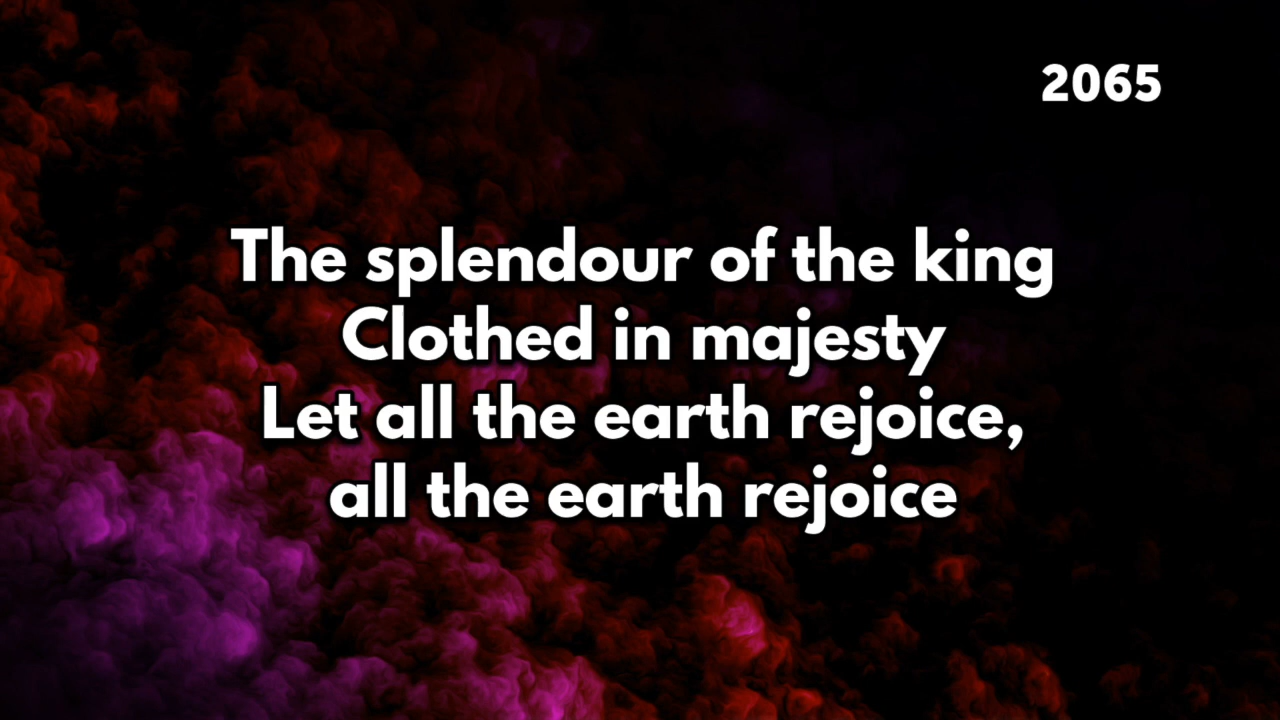 2065
The splendour of the king
Clothed in majesty
Let all the earth rejoice,
all the earth rejoice